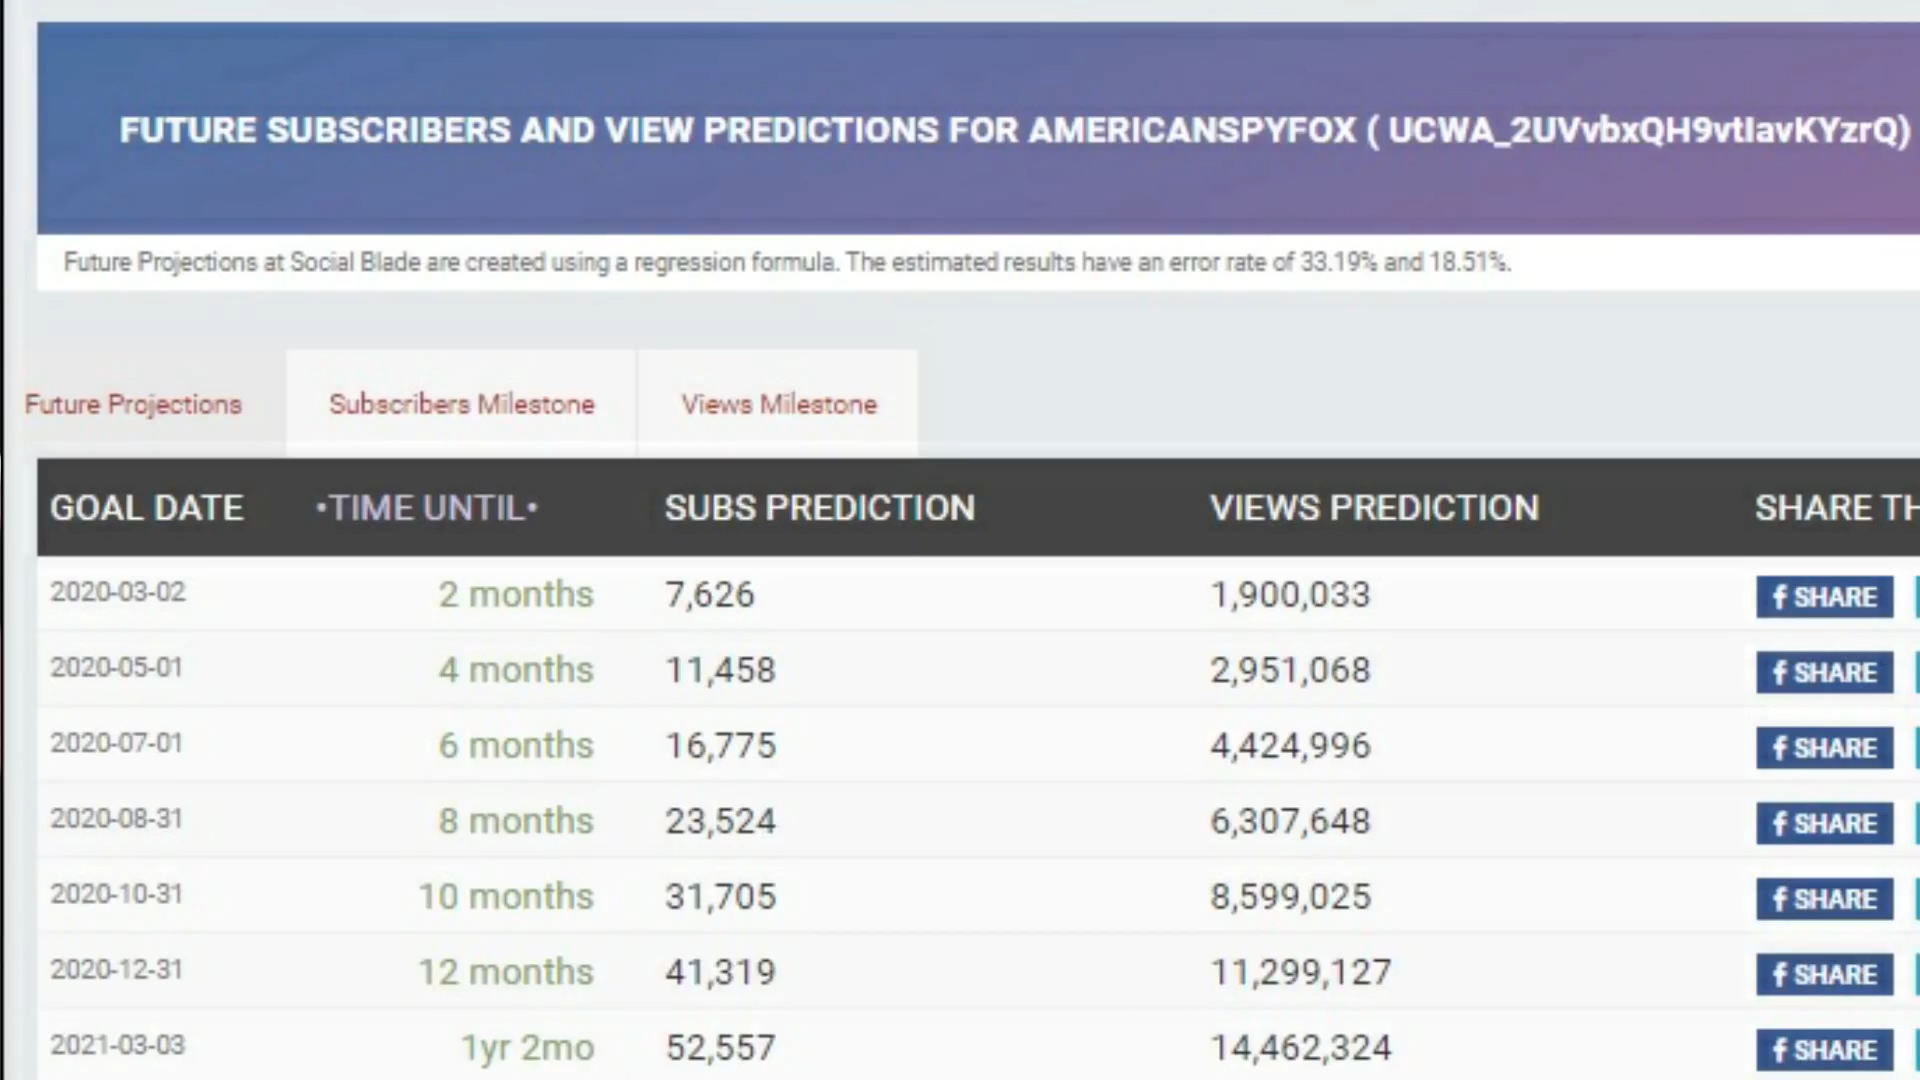 FUTURE SUBSCRIBERS AND VIEW PREDICTIONS FOR AMERICANSPYFOX ( UCWA_2UVvbxQH9vtIavKYzrQ)
Future Projections at Social Blade are created using a regression formula. The estimated results have an error rate of 33.19% and 18.51%.
Future Projections Subscribers Milestone Views Milestone
GOAL DATE •TIME UNTIL• SUBS PREDICTION VIEWS PREDICTION SHARE TH
2020-03-02 2 months 7,626 1,900,033 f SHARE
2020-05-01 4 months 11,458 2,951,068 f SHARE
2020-07-01 6 months 16,775 4,424,996 f SHARE
2020-08-31 8 months 23,524 6,307,648 f SHARE
2020-10-31 10 months 31,705 8,599,025 f SHARE
2020-12-31 12 months 41,319 11,299,127 f SHARE
2021-03-03 1yr 2mo 52,557 14,462,324 f SHARE